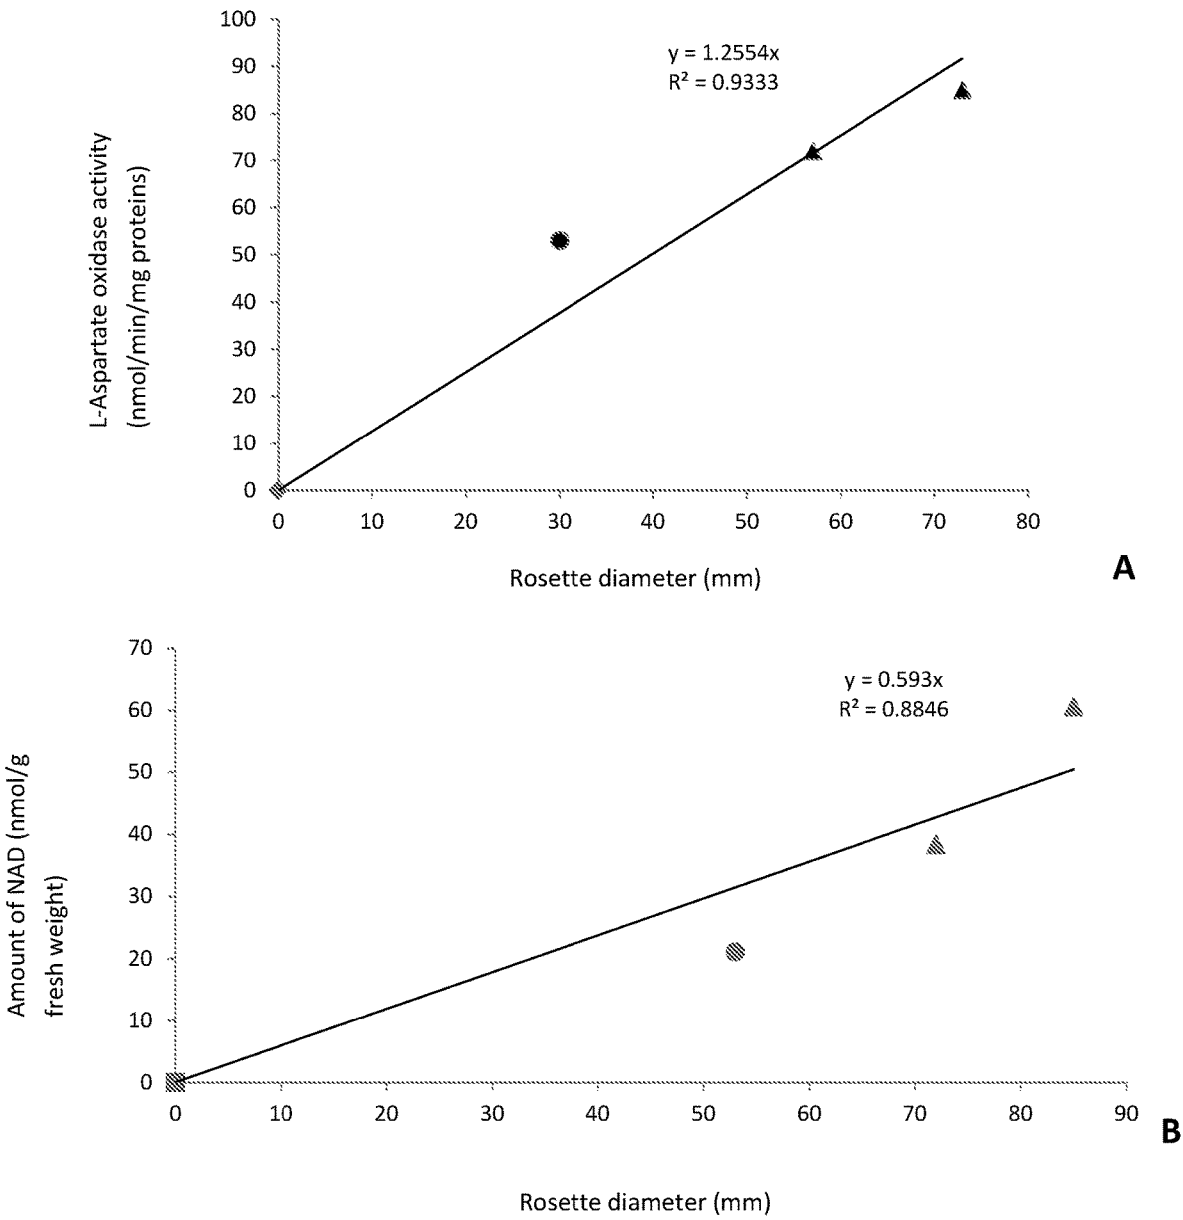 100
90
80
70
60
50
40
30
20
10
0
L-Aspartate oxidase activity
(nmol/min/mg proteins)
y = 1.2554x
R² = 0.9333
0 10 20 30 40 50 60 70 80
Rosette diameter (mm)
A
70
60
50
40
30
20
10
0
Amount of NAD (nmol/g
fresh weight)
y = 0.593x
R² = 0.8846
0 10 20 30 40 50 60 70 80 90
B
Rosette diameter (mm)